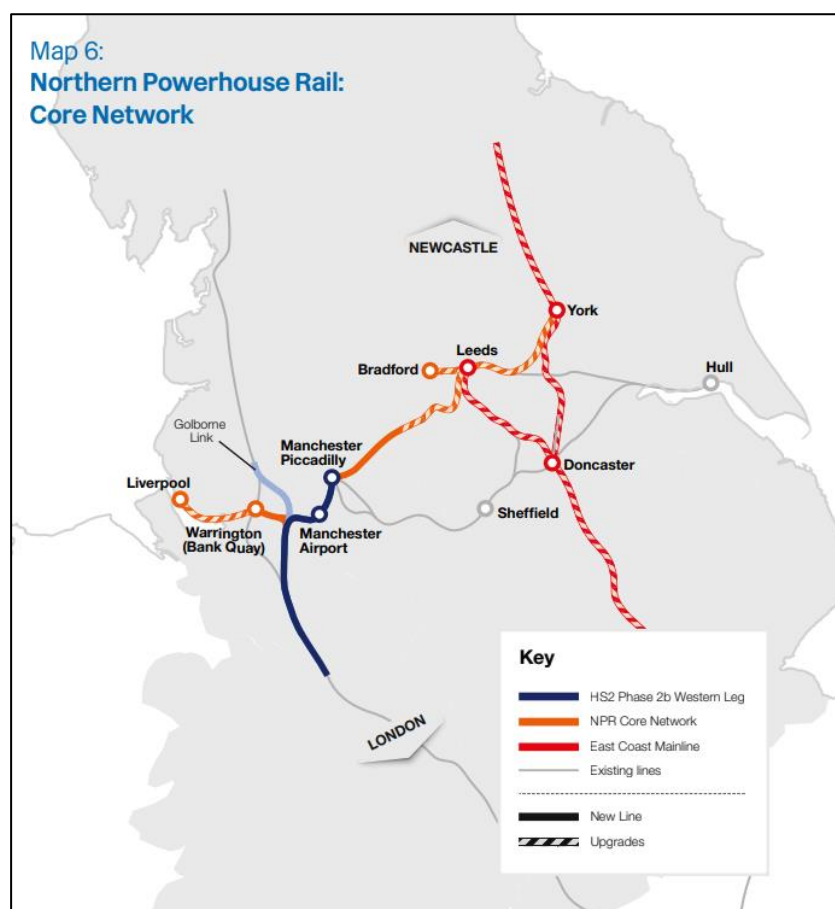 Map 6:
Northern Powerhouse Rail:
Core Network
NEWCASTLE
York
Leeds
Bradford
Hull
Golborne
Link
Manchester
Piccadilly
Doncaster
Liverpool
Sheffield
Warrington
(Bank Quay)
Manchester
Airport
LONDON
Key
HS2 Phase 2b Western Leg
NPR Core Network
East Coast Mainline
Existing lines
New Line
Upgrades